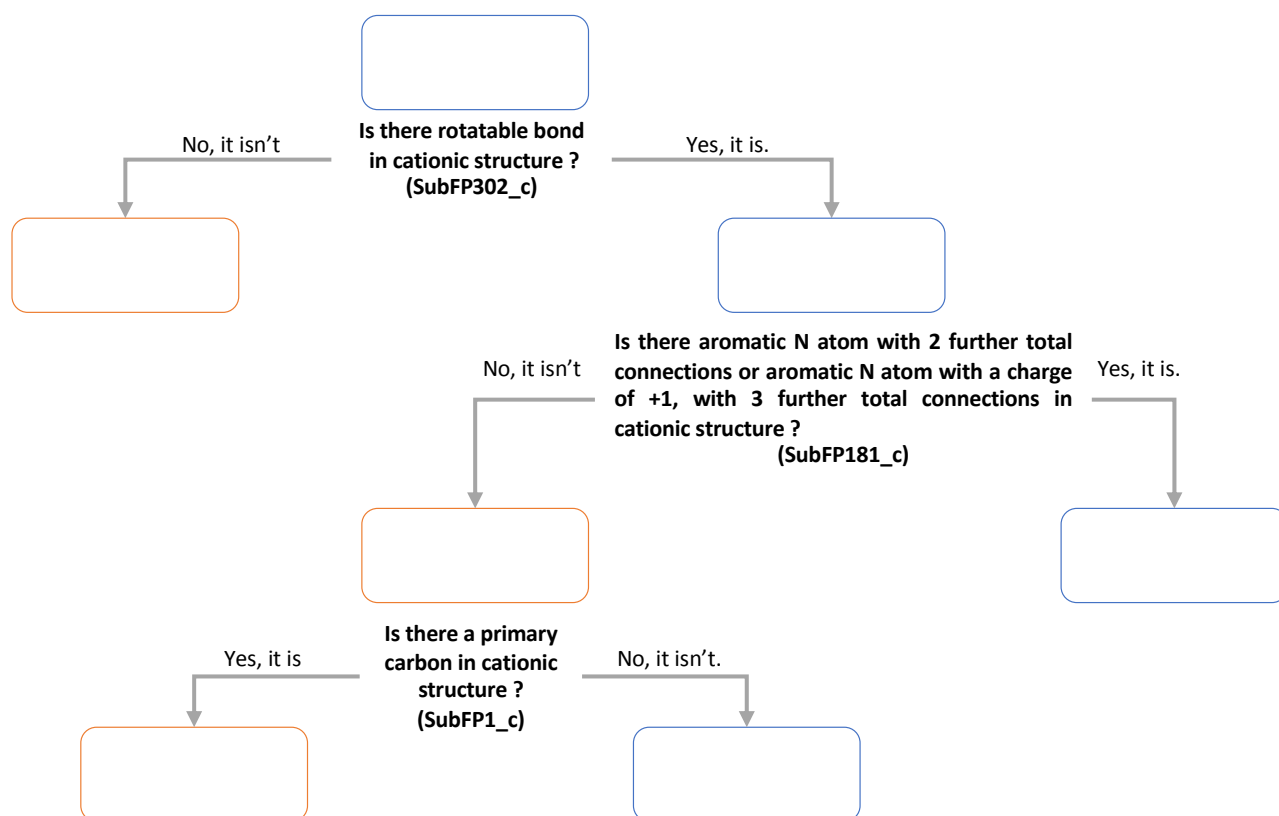 No, it isn't
Is there rotatable bond
in cationic structure ?
(SubFP302_c)
Yes, it is.
No, it isn't
Is there aromatic N atom with 2 further total
connections or aromatic N atom with a charge
of +1, with 3 further total connections in
cationic structure ?
(SubFP181_c)
Yes, it is.
Yes, it is
Is there a primary
carbon in cationic
structure ?
(SubFP1_c)
No, it isn't.